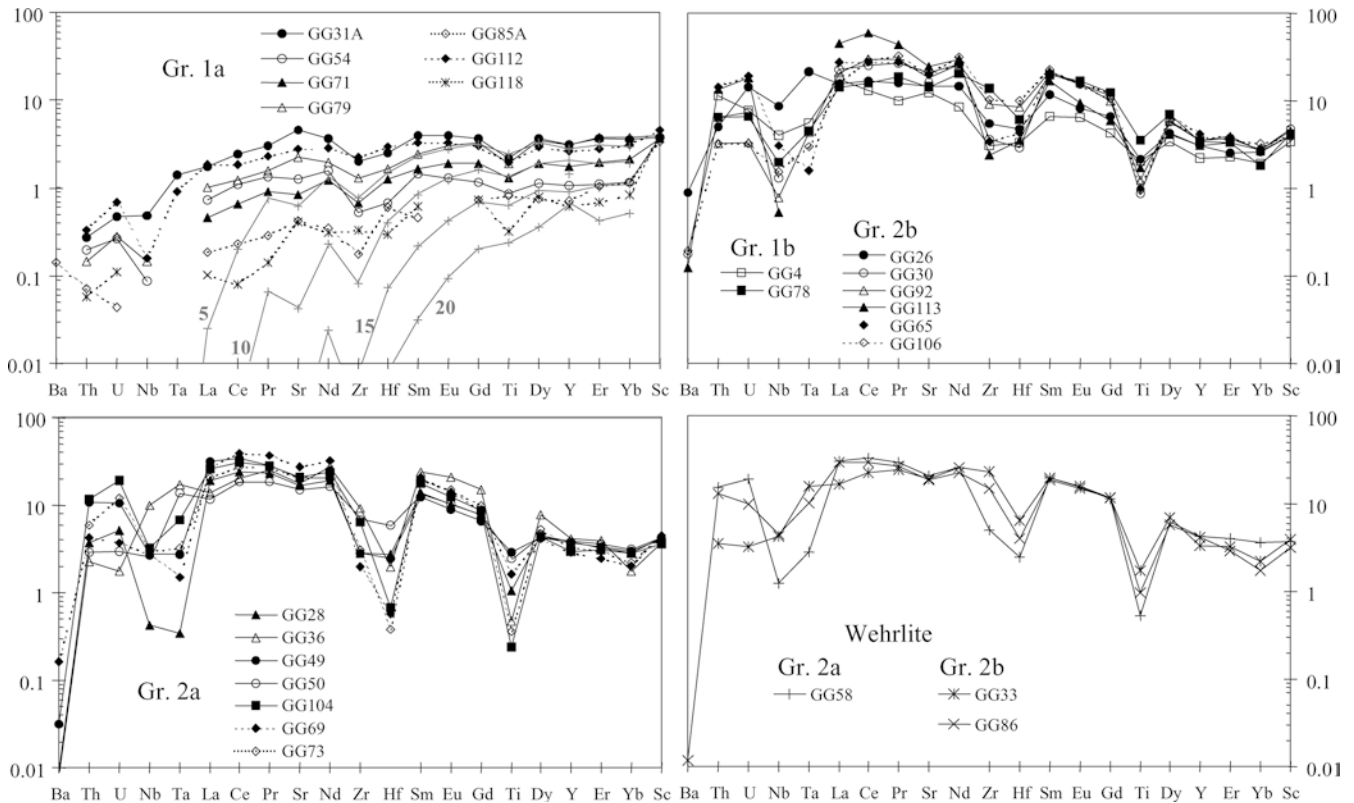 100
10
1
0.1
0.01
Gr. 1a
GG31A
GG54
GG71
GG79
GG85A
GG112
GG118
5
10
15
20
Ba Th U Nb Ta La Ce Pr Sr Nd Zr Hf Sm Eu Gd Ti Dy Y Er Yb Sc
100
10
1
0.1
0.01
Gr. 1b
GG4
GG78
Gr. 2b
GG26
GG30
GG92
GG113
GG65
GG106
Ba Th U Nb Ta La Ce Pr Sr Nd Zr Hf Sm Eu Gd Ti Dy Y Er Yb Sc
100
10
1
0.1
0.01
Gr. 2a
GG28
GG36
GG49
GG50
GG104
GG69
GG73
Ba Th U Nb Ta La Ce Pr Sr Nd Zr Hf Sm Eu Gd Ti Dy Y Er Yb Sc
100
10
1
0.1
0.01
Wehrlite
Gr. 2a
GG58
Gr. 2b
GG33
GG86
Ba Th U Nb Ta La Ce Pr Sr Nd Zr Hf Sm Eu Gd Ti Dy Y Er Yb Sc